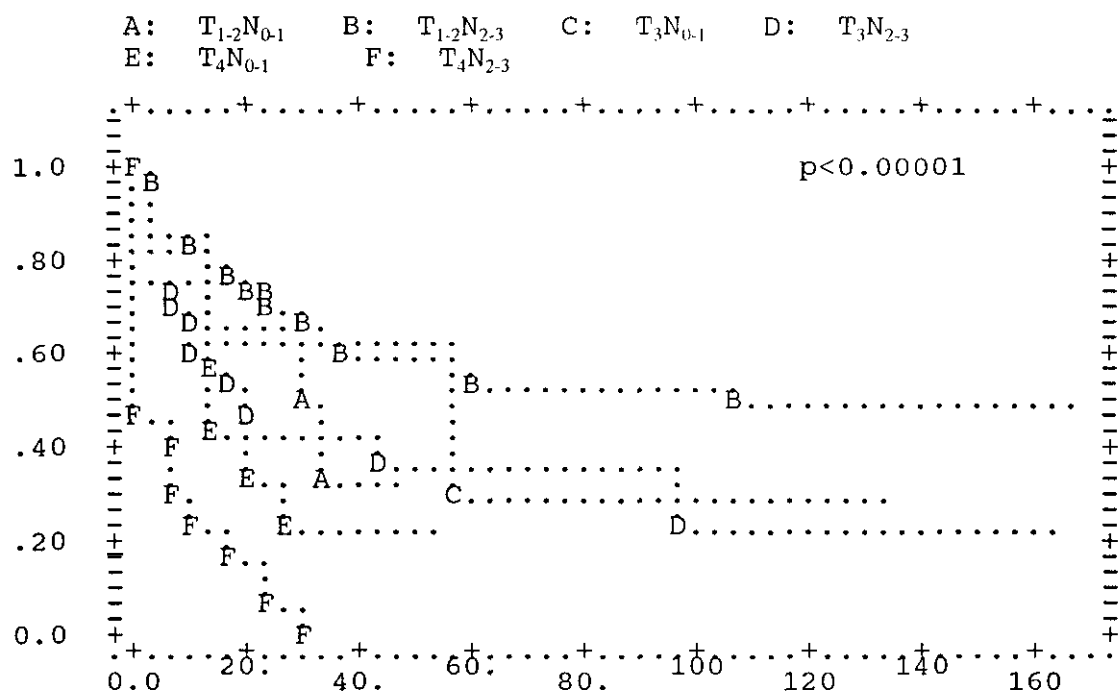 A: T1-2N0-1 B: T1-2N2-3 C: T3N0-1 D: T3N2-3
E: T4N0-1 F: T4N2-3
1.0 F p<0.00001
B
B
.80
B
D B B
D B
D B
.60 D B
E
D B
A B
F D
E
.40 F
D
E A
F C
F E D
.20
F
F
0.0 F
0.0 20. 40. 60. 80. 100 120 140 160